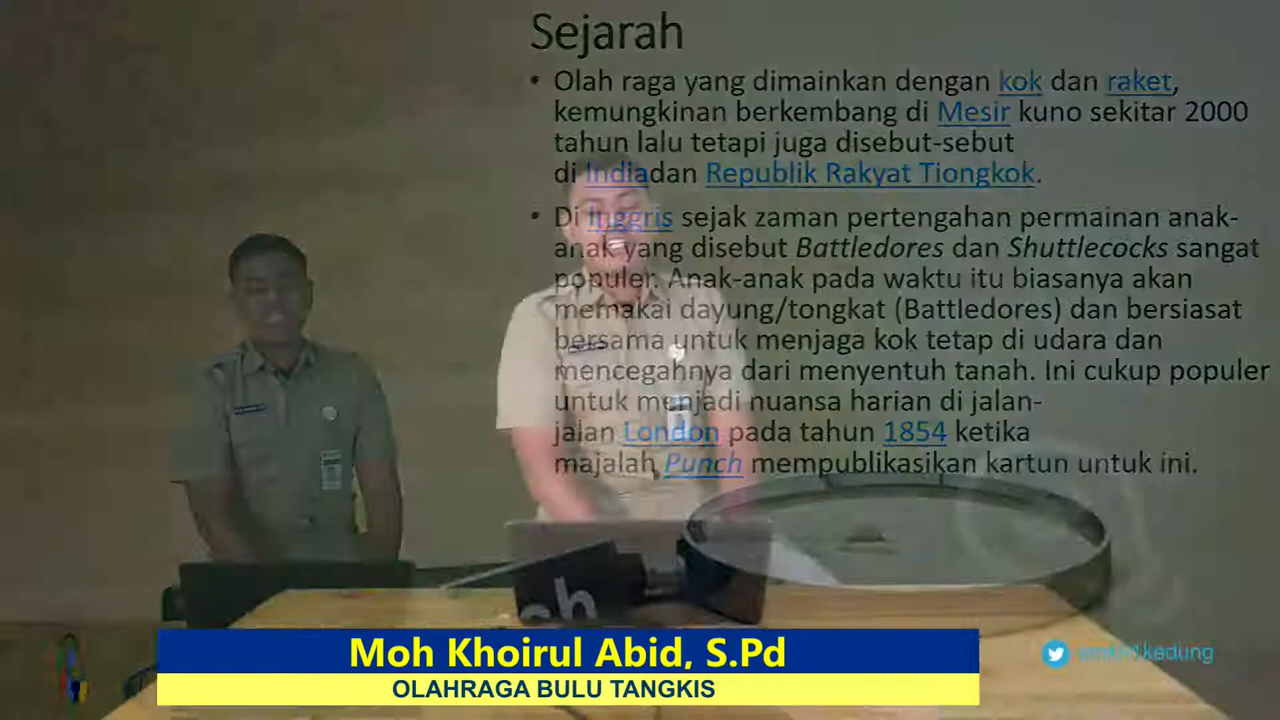 Sejarah
• Olah raga yang dimainkan dengan kok dan raket,
kemungkinan berkembang di Mesir kuno sekitar 2000
tahun lalu tetapi juga disebut-sebut
di Indiadan Republik Rakyat Tiongkok.
• Di Inggris sejak zaman pertengahan permainan anak-
anak yang disebut Battledores dan Shuttlecocks sangat
populer. Anak-anak pada waktu itu biasanya akan
memakai dayung/tongkat (Battledores) dan bersiasat
bersama untuk menjaga kok tetap di udara dan
mencegahnya dari menyentuh tanah. Ini cukup populer
untuk menjadi nuansa harian di jalan-
jalan London pada tahun 1854 ketika
majalah Punch mempublikasikan kartun untuk ini.
Moh Khoirul Abid, S.Pd
OLAHRAGA BULU TANGKIS